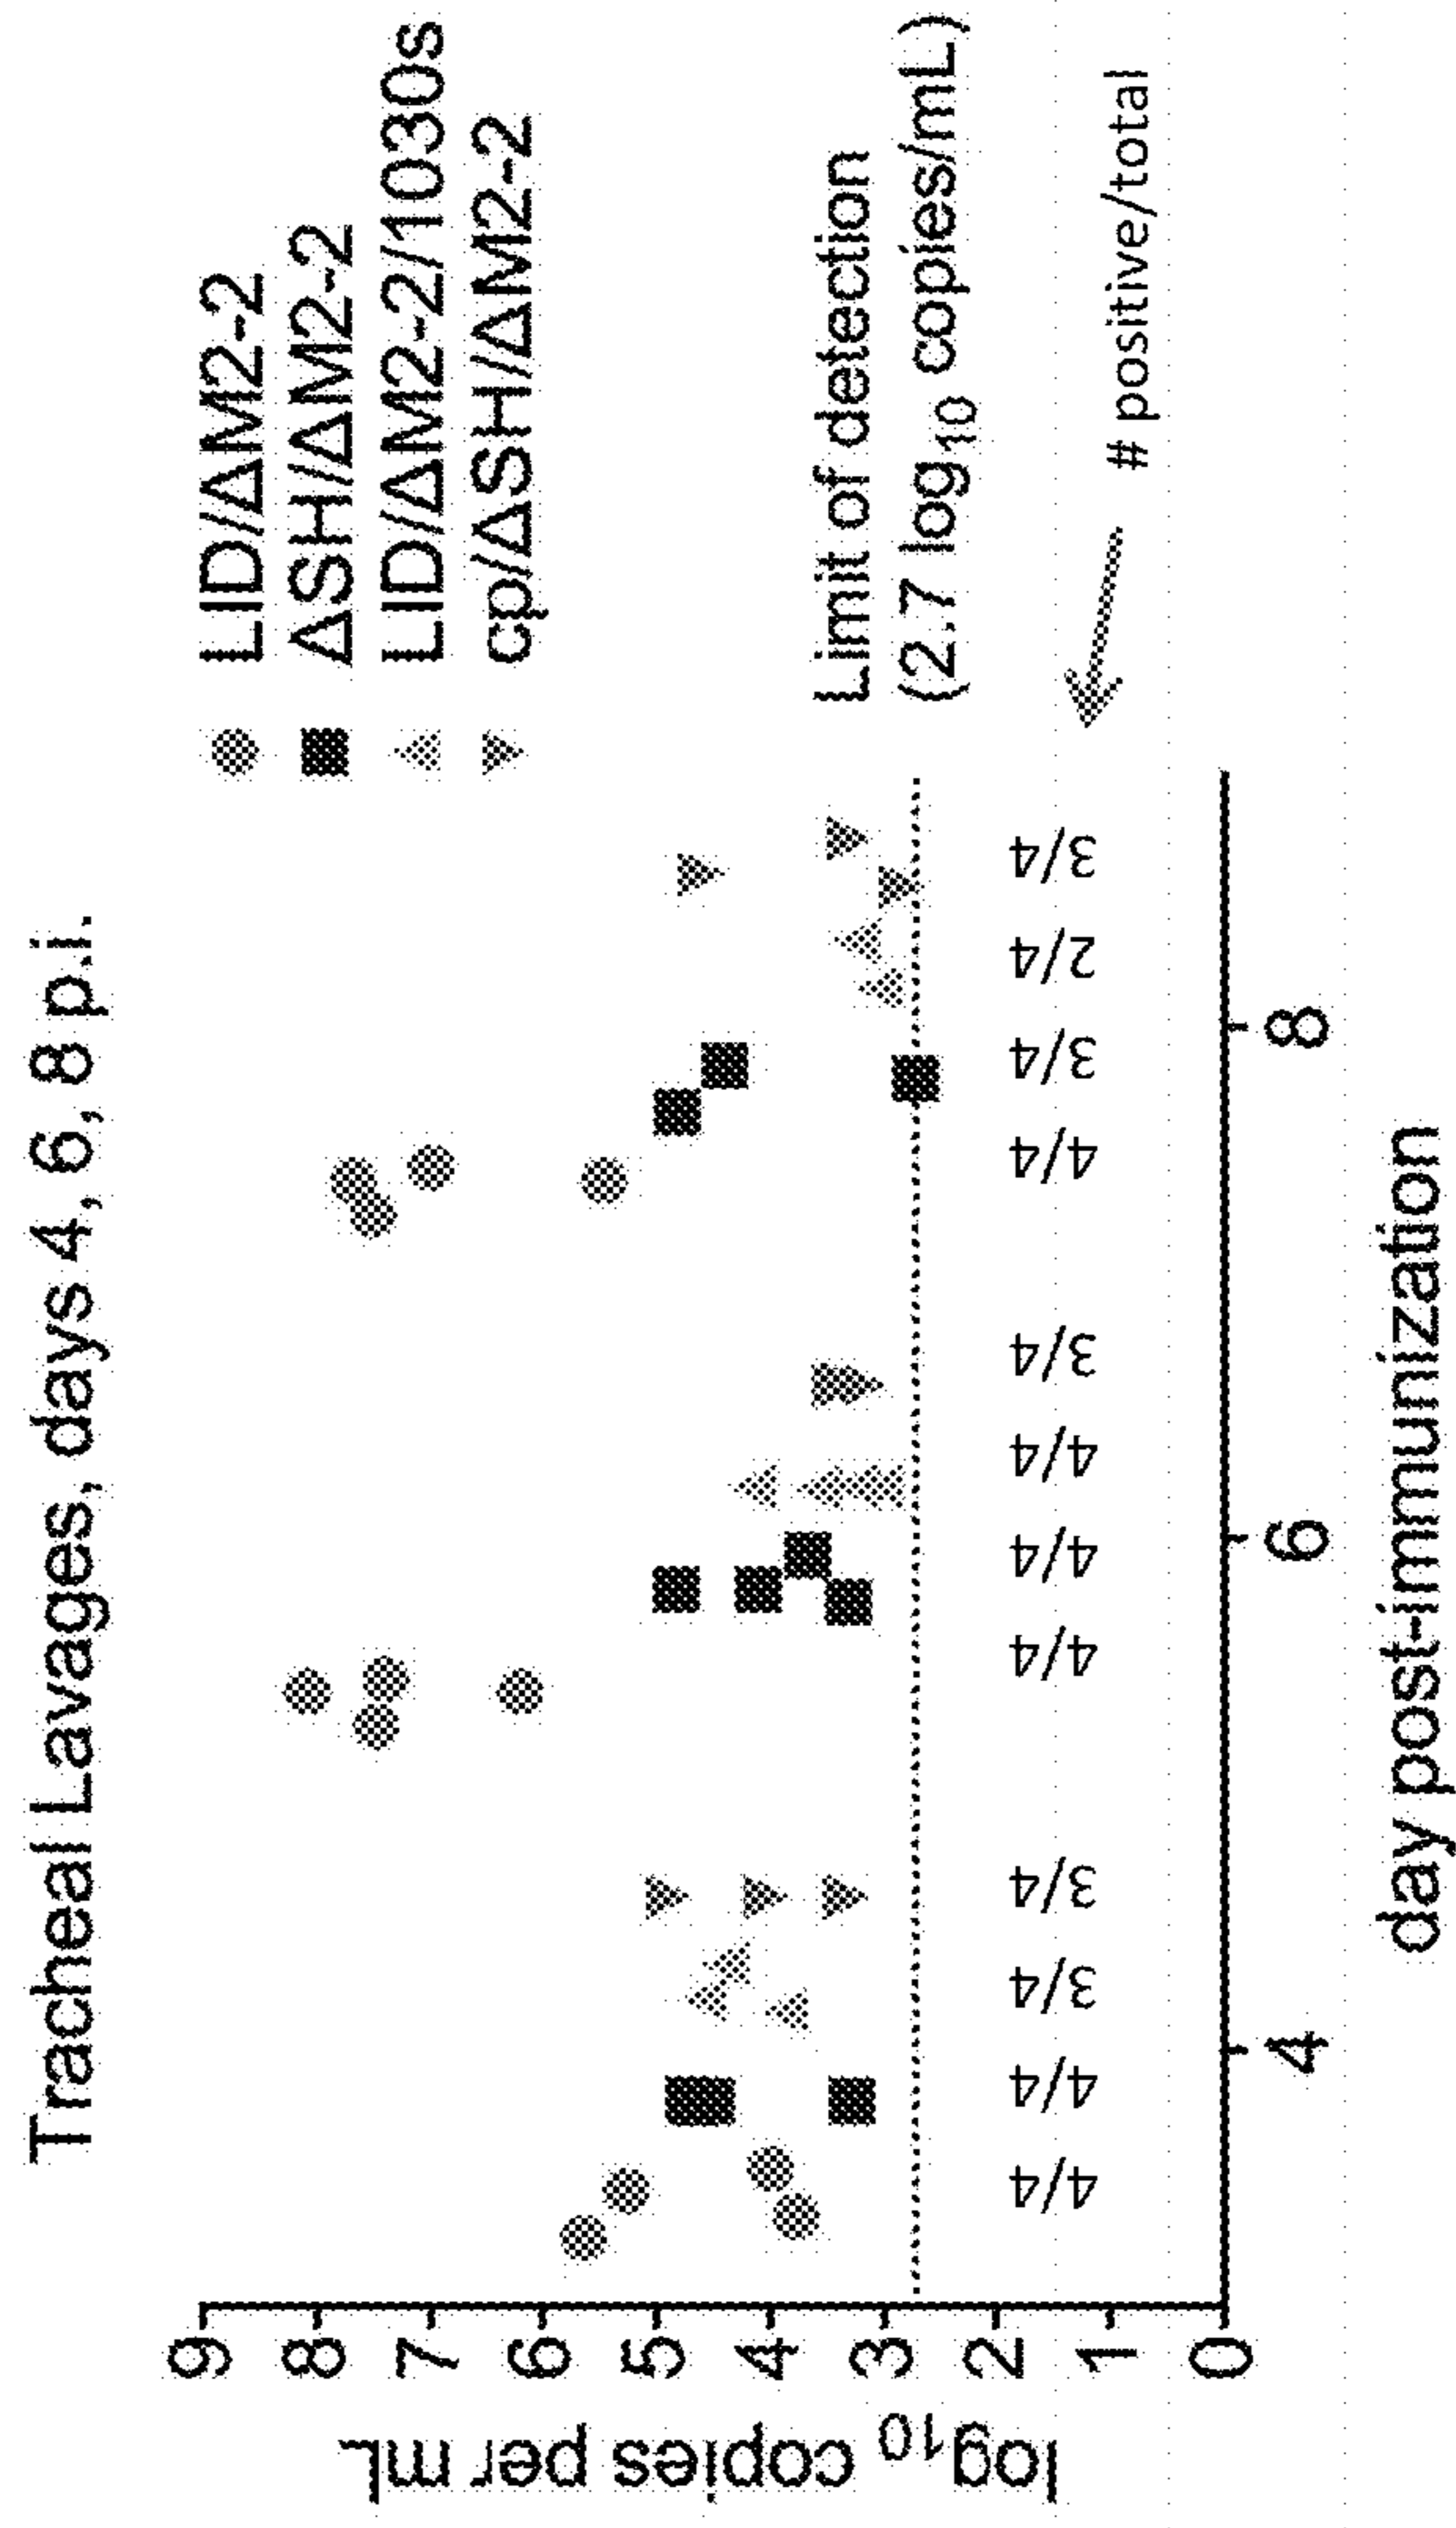 Tracheal Lavages, days 4, 6, 8 p.i.
LID/ΔM2-2
ΔSH/ΔM2-2
LID/ΔM2-2/1030s
cp/ΔSH/ΔM2-2
Limit of detection
(2.7 log10 copies/mL)
# positive/total
log10 copies per mL
9
8
7
6
5
4
3
2
1
0
4/4 4/4 3/4 3/4 4/4 4/4 4/4 3/4 4/4 3/4 2/4 3/4
4 6 8
day post-immunization